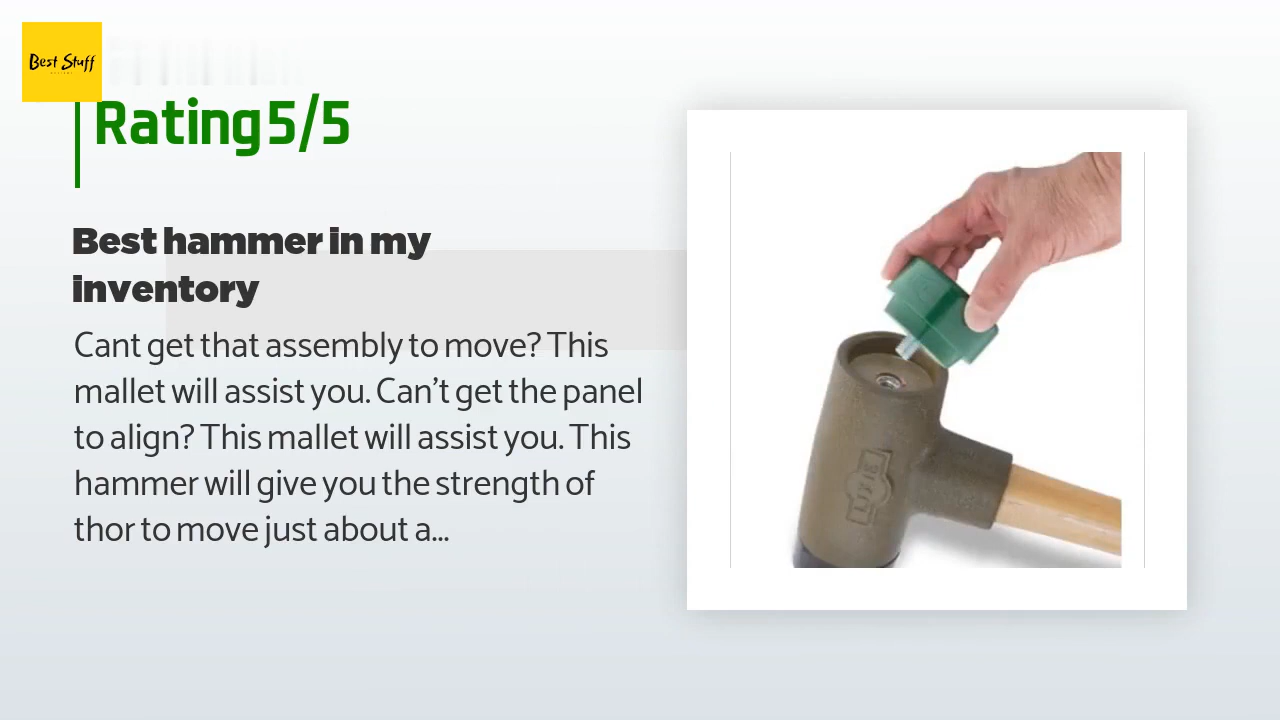 Best Stuff
Rating 5/5
Best hammer in my
inventory
Cant get that assembly to move? This
mallet will assist you. Can't get the panel
to align? This mallet will assist you. This
hammer will give you the strength of
thor to move just about a...